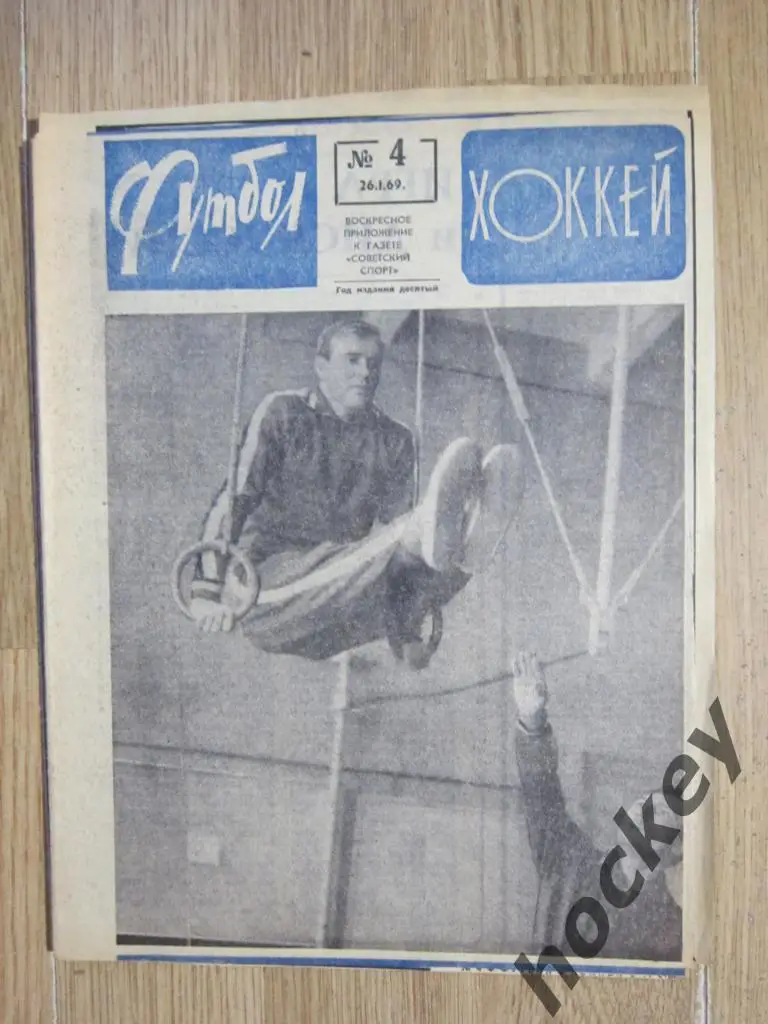 Футбол
№ 4
26.I.69.
ВОСКРЕСНОЕ
ПРИЛОЖЕНИЕ
К ГАЗЕТЕ
«СОВЕТСКИЙ
СПОРТ»
Год издания десятый
ХОККЕЙ
hockey